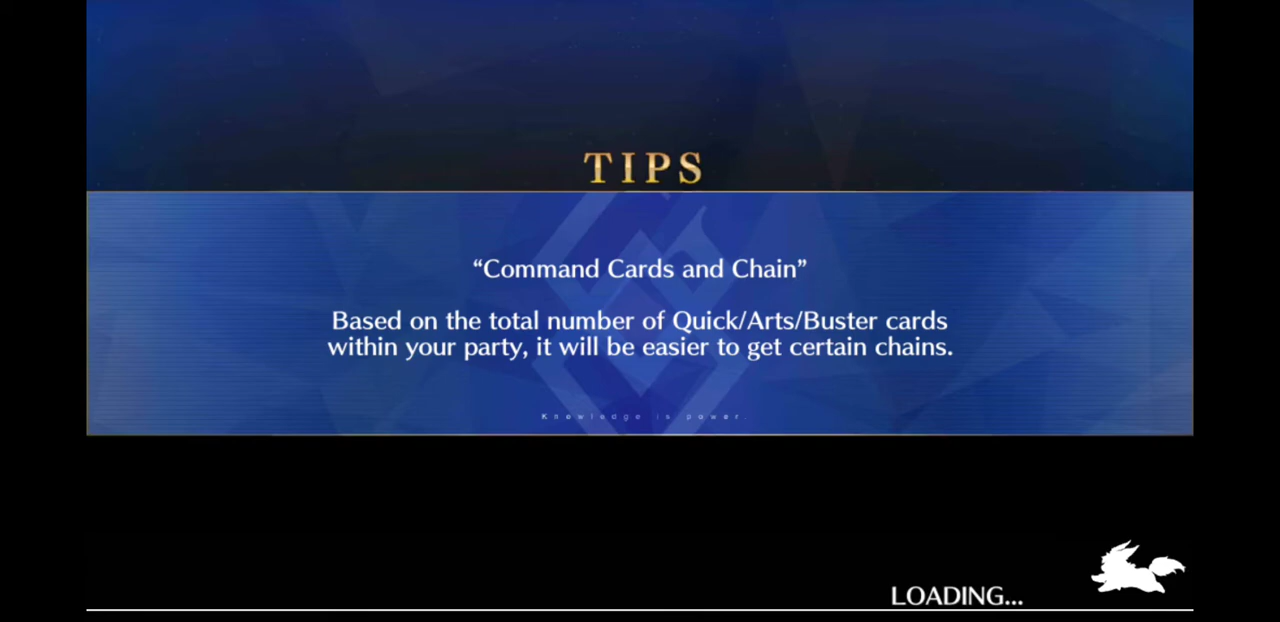 TIPS
“Command Cards and Chain”
Based on the total number of Quick/Arts/Buster cards
within your party, it will be easier to get certain chains.
Knowledge is power.
LOADING...